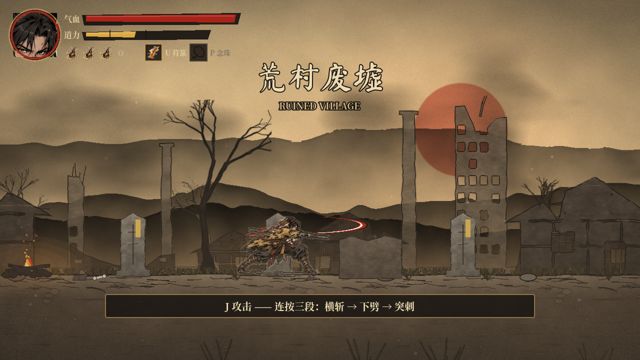 气血
道力
荒村废墟
RUINED VILLAGE
J 攻击 —— 连按三段：横斩 → 下劈 → 突刺